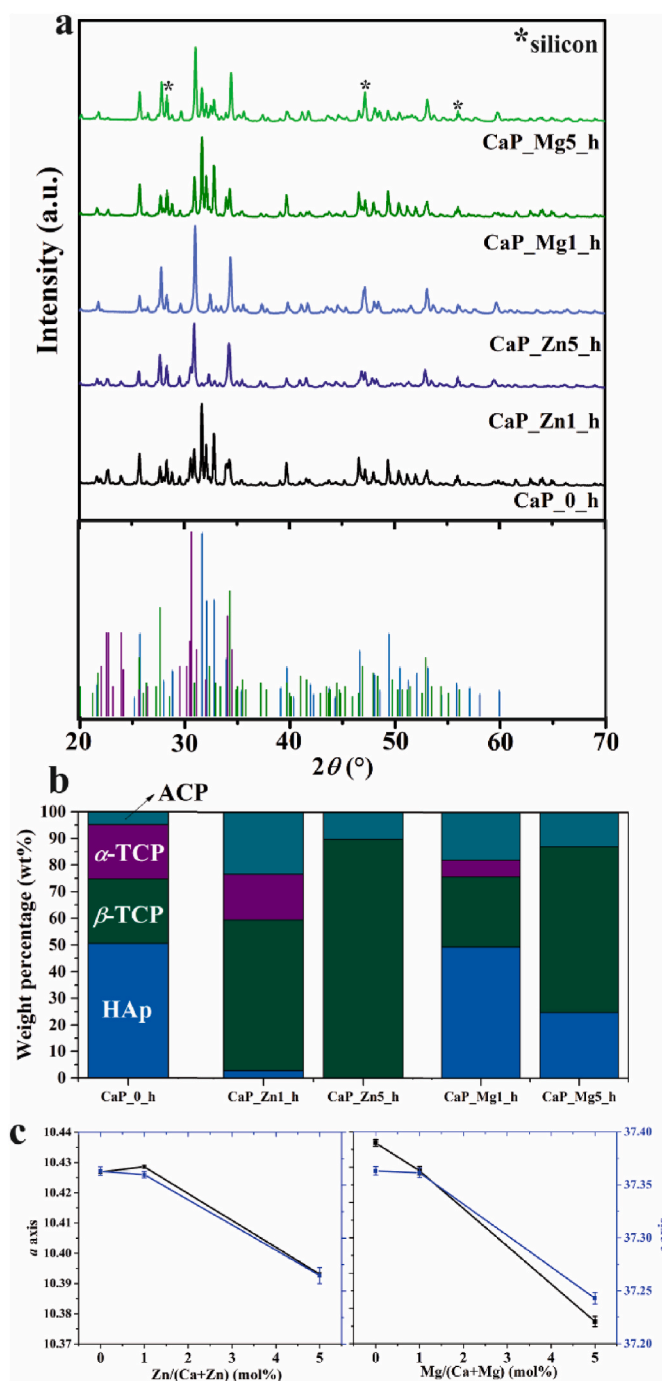 a
*silicon
*
*
*
CaP_Mg5_h
CaP_Mg1_h
CaP_Zn5_h
CaP_Zn1_h
CaP_0_h
Intensity (a.u.)
20 30 40 50 60 70
2θ (°)
b
ACP
α-TCP
β-TCP
HAp
Weight percentage (wt%)
100
90
80
70
60
50
40
30
20
10
0
CaP_0_h CaP_Zn1_h CaP_Zn5_h CaP_Mg1_h CaP_Mg5_h
c
a axis
10.44
10.43
10.42
10.41
10.40
10.39
10.38
10.37
0 1 2 3 4 5
Zn/(Ca+Zn) (mol%)
0 1 2 3 4 5
Mg/(Ca+Mg) (mol%)
37.40
37.35
37.30
37.25
37.20
axis